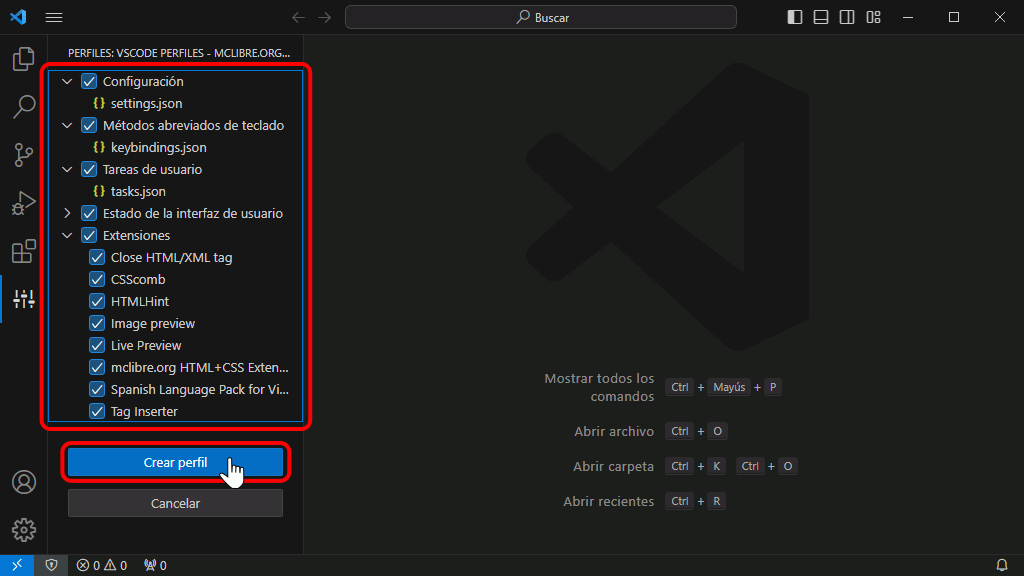 Buscar
PERFILES: VSCODE PERFILES - MCLIBRE.ORG...
Configuración
settings.json
Métodos abreviados de teclado
keybindings.json
Tareas de usuario
tasks.json
Estado de la interfaz de usuario
Extensiones
Close HTML/XML tag
CSScomb
HTMLHint
Image preview
Live Preview
mclibre.org HTML+CSS Exten...
Spanish Language Pack for Vi...
Tag Inserter
Crear perfil
Cancelar
Mostrar todos los
comandos
Ctrl + Mayús + P
Abrir archivo Ctrl + O
Abrir carpeta Ctrl + K Ctrl + O
Abrir recientes Ctrl + R
0 0 0